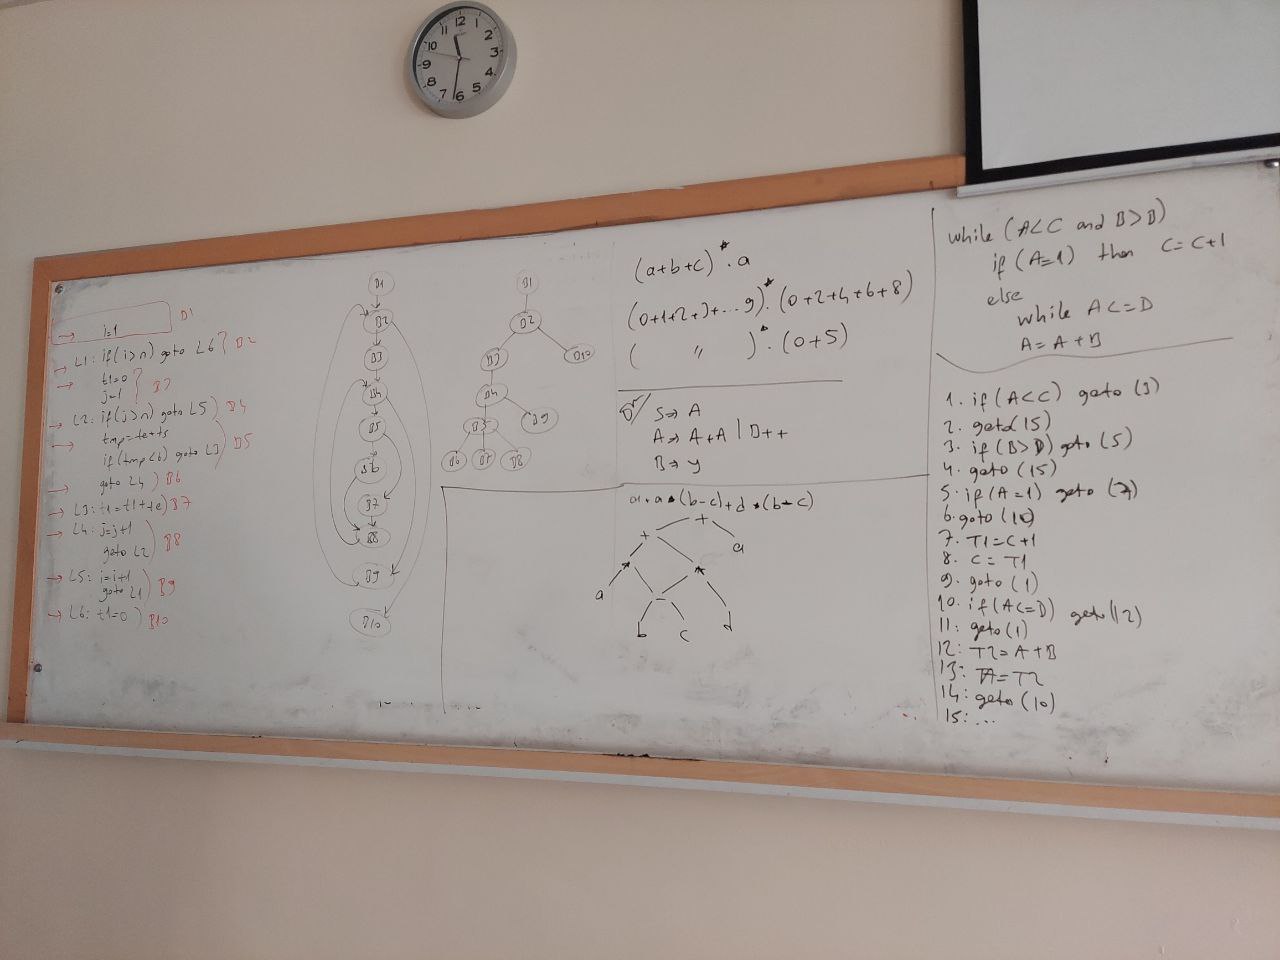 12
1
2
3
4
5
6
7
8
9
10
11
i=1
B1
L1: if(i>n) goto L6 } B2
t1=0
j=1 } B3
L2: if(j>n) goto L5 ) B4
tmp=te+ts
if(tmp<6) goto L3 ) B5
goto L4 ) B6
L3: t1=t1+te) B7
L4: j=j+1
goto L2 ) B8
L5: i=i+1
goto L1 ) B9
L6: t1=0 ) B10
B1
B2
B3
B4
B5
B6
B7
B8
B9
B10
B1
B2
B3
B10
B4
B5
B9
B6 B7 B8
(a+b+c)*.a
(0+1+2+3+...9)*.(0+2+4+6+8)
( " )*.(0+5)
S→ A
A→ A+A | B++
B→ y
(b-c)+d*(b-c)
+
+
a
*
*
a
-
b
c
d
while (A<C and B>D)
if (A=1) then C=C+1
else
while A<=D
A=A+B
1. if(A<C) goto (3)
2. goto(15)
3. if(B>D) goto (5)
4. goto(15)
5. if(A=1) goto (7)
6. goto (10)
7. T1=C+1
8. C=T1
9. goto(1)
10. if(A<=D) goto(12)
11: goto(1)
12: T2=A+B
13: A=T2
14: goto(10)
15: ...